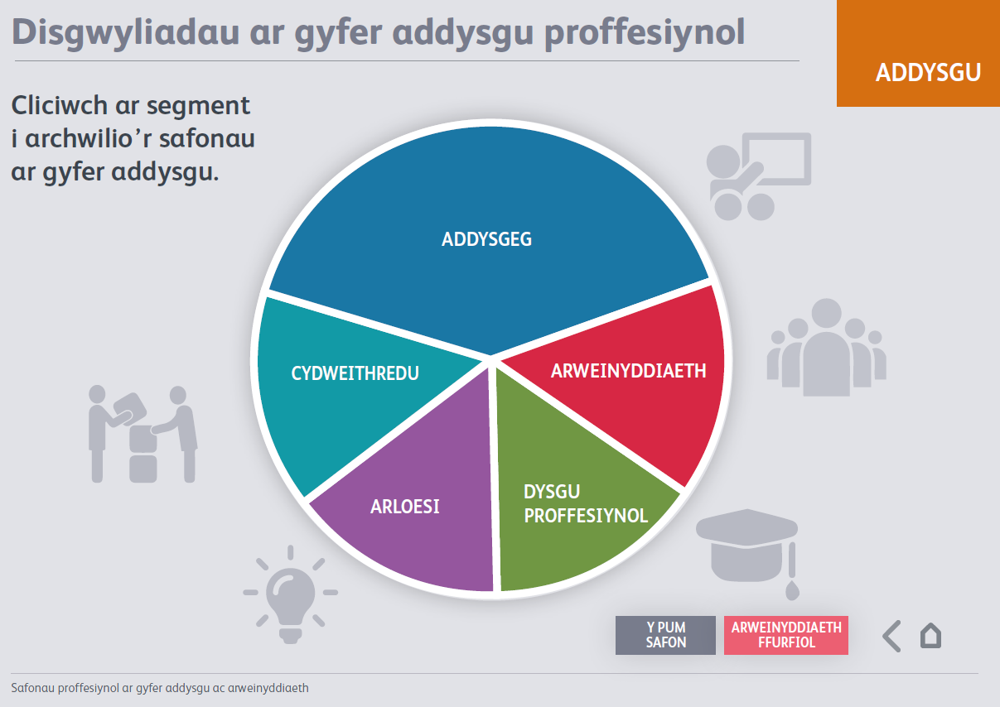 Disgwyliadau ar gyfer addysgu proffesiynol
ADDYSGU
Cliciwch ar segment
i archwilio'r safonau
ar gyfer addysgu.
ADDYSGEG
CYDWEITHREDU
ARWEINYDDIAETH
ARLOESI
DYSGU
PROFFESIYNOL
Y PUM
SAFON
ARWEINYDDIAETH
FFURFIOL
Safonau proffesiynol ar gyfer addysgu ac arweinyddiaeth